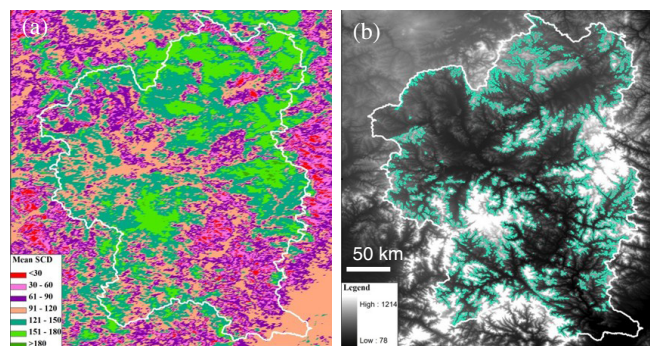 (a)
Mean SCD
<30
30 - 60
61 - 90
91 - 120
121 - 150
151 - 180
>180
(b)
50 km
Legend
High : 1214
Low : 78